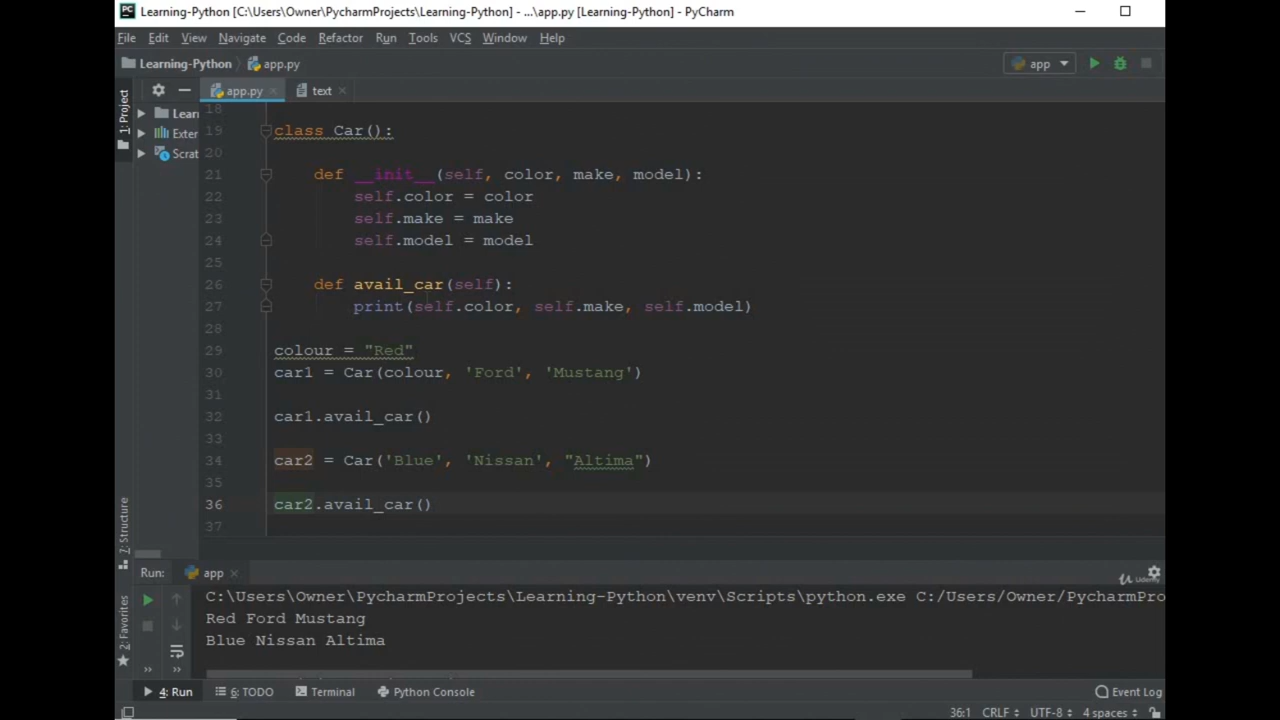 Learning-Python [C:\Users\Owner\PycharmProjects\Learning-Python] - ...\app.py [Learning-Python] - PyCharm
File Edit View Navigate Code Refactor Run Tools VCS Window Help
Learning-Python app.py app
1: Project
app.py text
Lear
Exter
Scrat
18
19 class Car():
20
21 def __init__(self, color, make, model):
22 self.color = color
23 self.make = make
24 self.model = model
25
26 def avail_car(self):
27 print(self.color, self.make, self.model)
28
29 colour = "Red"
30 car1 = Car(colour, 'Ford', 'Mustang')
31
32 car1.avail_car()
33
34 car2 = Car('Blue', 'Nissan', "Altima")
35
36 car2.avail_car()
37
7: Structure
2: Favorites
Run: app
Udemy
C:\Users\Owner\PycharmProjects\Learning-Python\venv\Scripts\python.exe C:/Users/Owner/PycharmPro
Red Ford Mustang
Blue Nissan Altima
4: Run 6: TODO Terminal Python Console Event Log
36:1 CRLF UTF-8 4 spaces